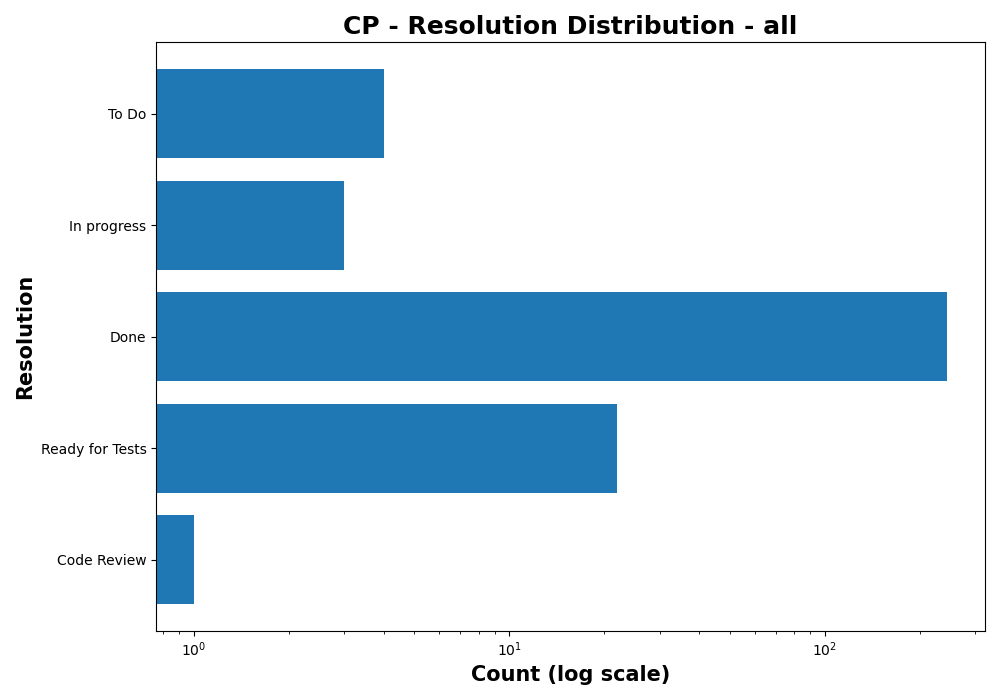 CP - Resolution Distribution - all
To Do
In progress
Done
Ready for Tests
Code Review
Resolution
10⁰ 10¹ 10²
Count (log scale)